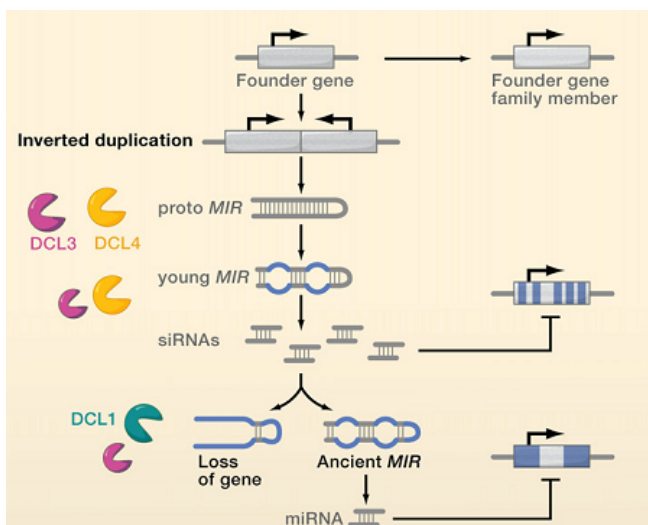 Founder gene
Founder gene
family member
Inverted duplication
proto MIR
DCL3
DCL4
young MIR
siRNAs
DCL1
Loss
of gene
Ancient MIR
miRNA